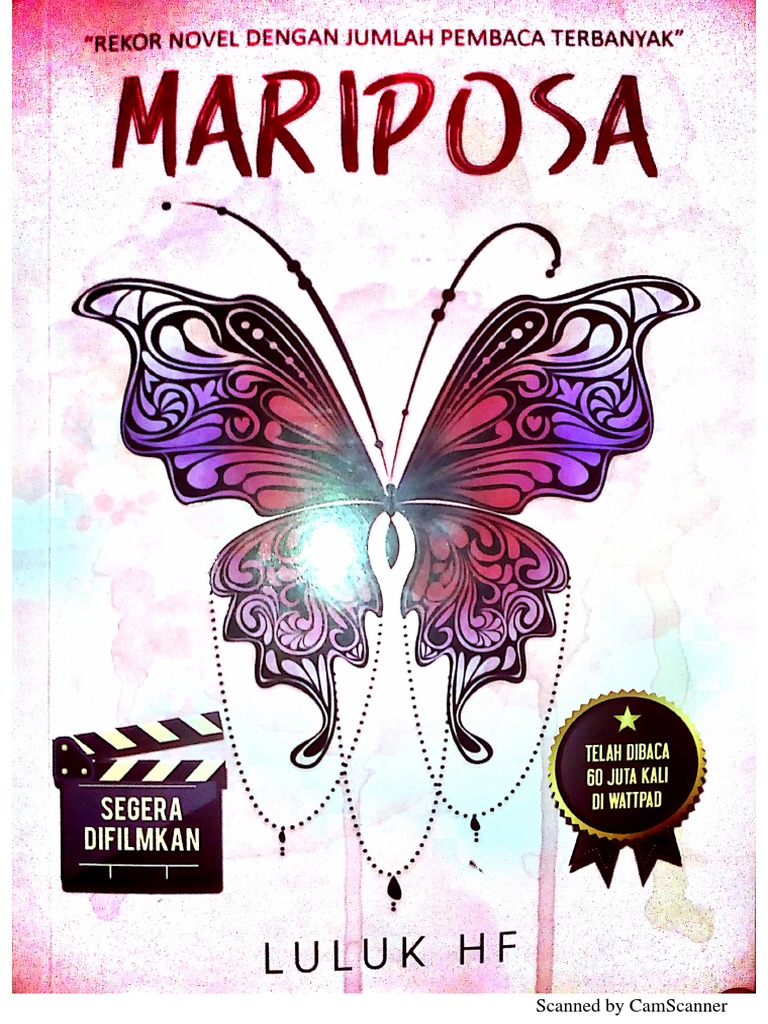 "REKOR NOVEL DENGAN JUMLAH PEMBACA TERBANYAK"
MARIPOSA
SEGERA
DIFILMKAN
TELAH DIBACA
60 JUTA KALI
DI WATTPAD
LULUK HF
Scanned by CamScanner